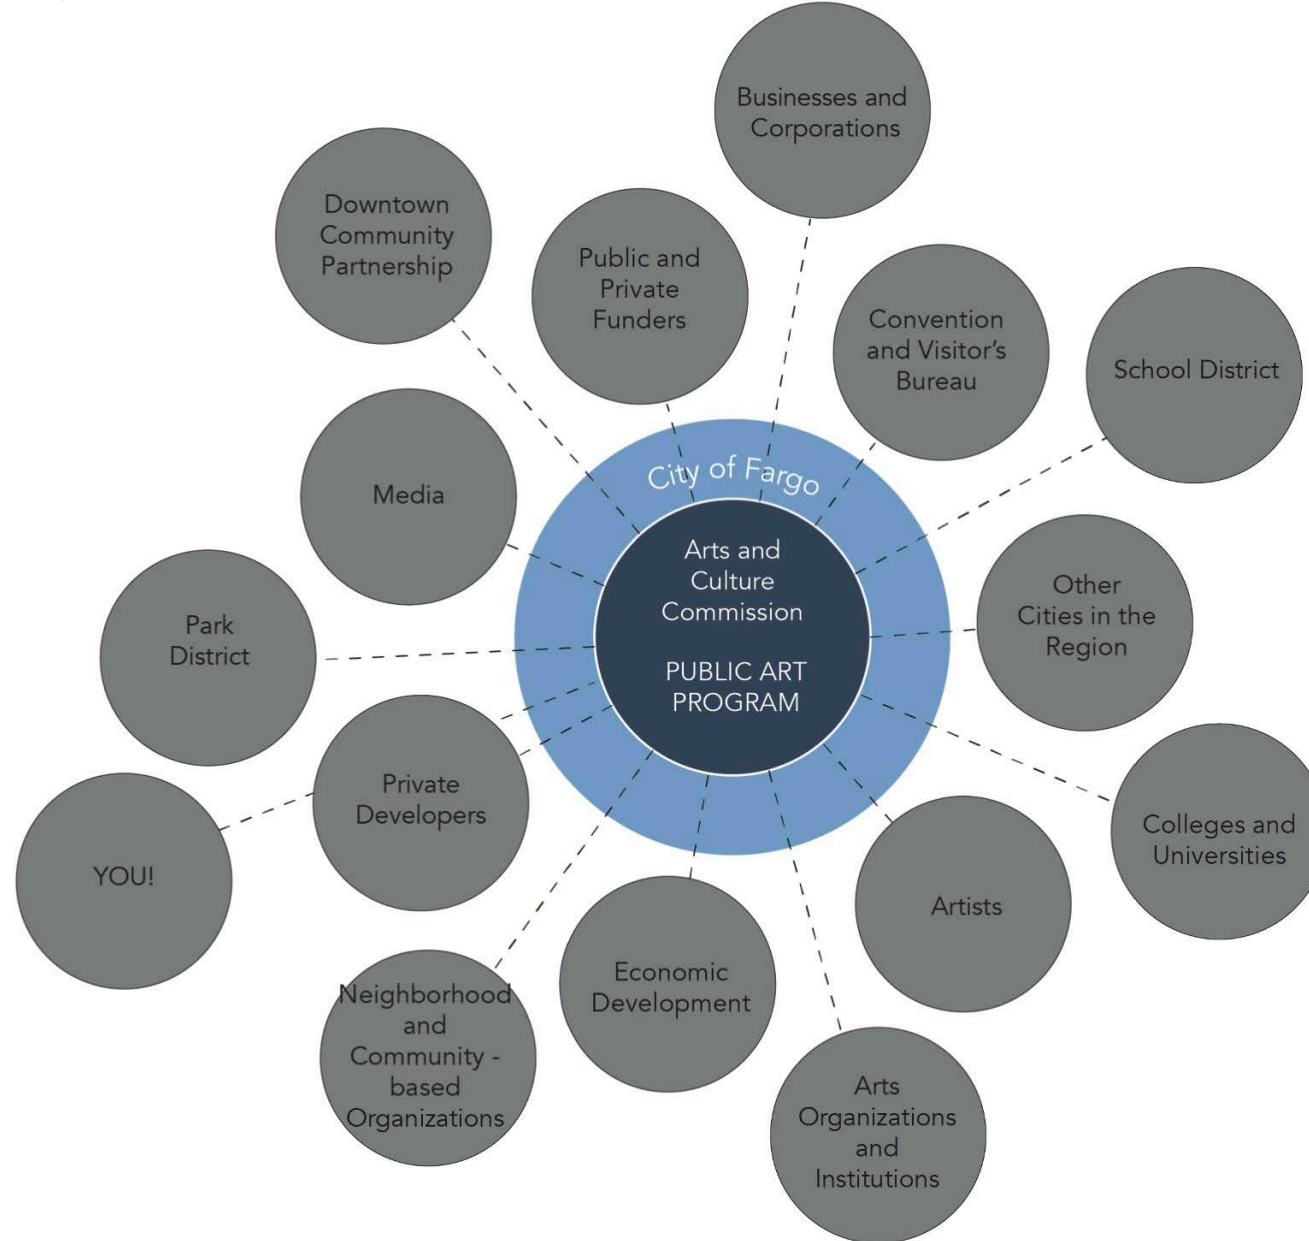 Businesses and
Corporations
Downtown
Community
Partnership
Public and
Private
Funders
Convention
and Visitor's
Bureau
School District
City of Fargo
Media
Arts and
Culture
Commission
PUBLIC ART
PROGRAM
Other
Cities in the
Region
Park
District
Private
Developers
YOU!
Colleges and
Universities
Artists
Neighborhood
and
Community -
based
Organizations
Economic
Development
Arts
Organizations
and
Institutions